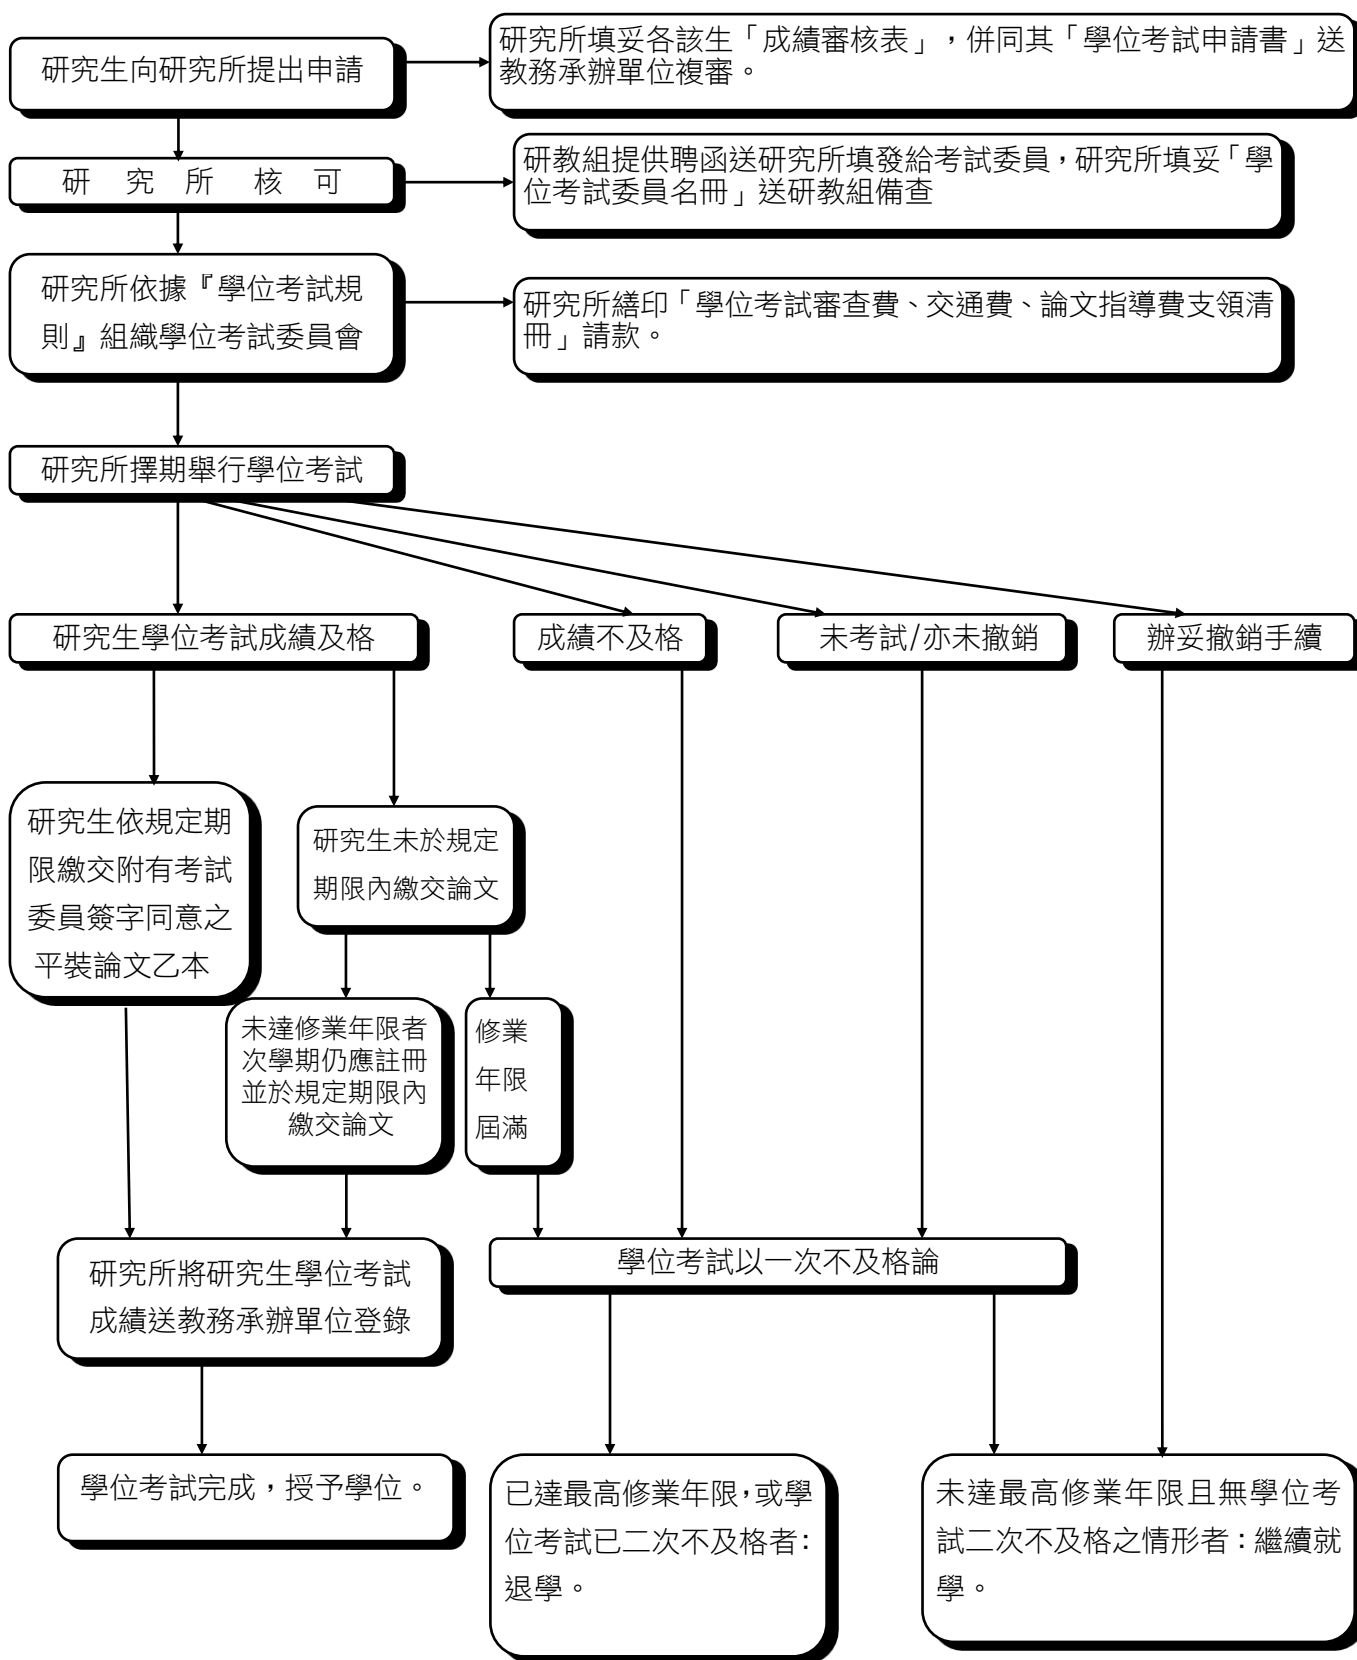 研究生向研究所提出申請
研究所填妥各該生「成績審核表」，併同其「學位考試申請書」送
教務承辦單位複審。
研究所核可
研教組提供聘函送研究所填發給考試委員，研究所填妥「學
位考試委員名冊」送研教組備查
研究所依據『學位考試規
則』組織學位考試委員會
研究所繕印「學位考試審查費、交通費、論文指導費支領清
冊」請款。
研究所擇期舉行學位考試
研究生學位考試成績及格
成績不及格
未考試/亦未撤銷
辦妥撤銷手續
研究生依規定期
限繳交附有考試
委員簽字同意之
平裝論文乙本
研究生未於規定
期限內繳交論文
未達修業年限者
次學期仍應註冊
並於規定期限內
繳交論文
修業
年限
屆滿
研究所將研究生學位考試
成績送教務承辦單位登錄
學位考試以一次不及格論
學位考試完成，授予學位。
已達最高修業年限，或學
位考試已二次不及格者：
退學。
未達最高修業年限且無學位考
試二次不及格之情形者：繼續就
學。